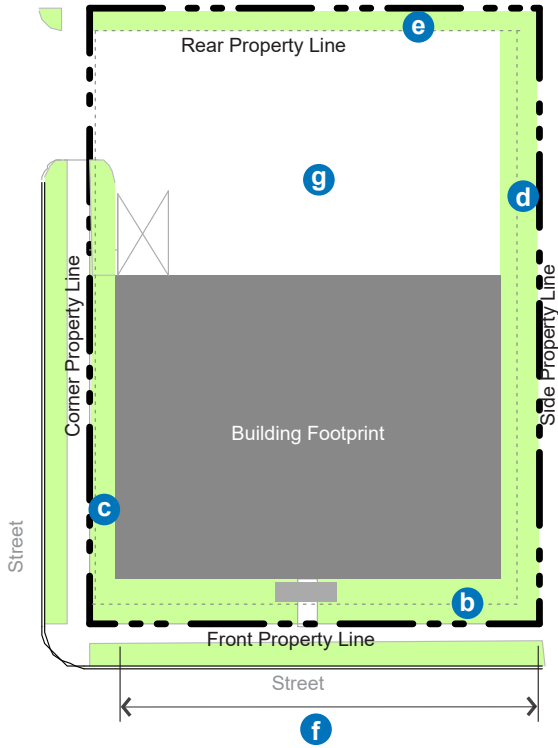 e
Rear Property Line
g
d
Corner Property Line
Side Property Line
Building Footprint
c
Street
b
Front Property Line
Street
f